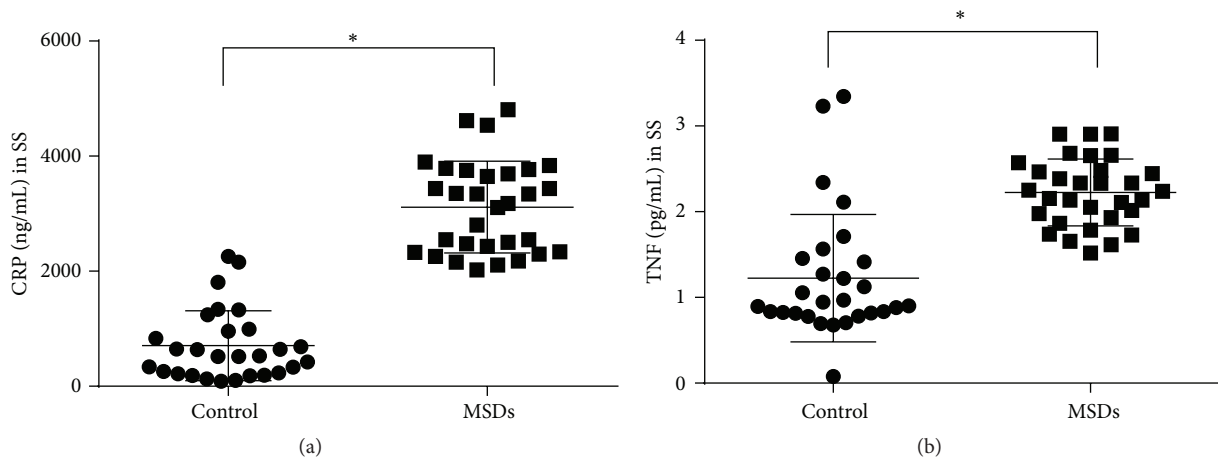 *
6000
4000
2000
0
CRP (ng/mL) in SS
Control
MSDs
(a)
*
4
3
2
1
0
TNF (pg/mL) in SS
Control
MSDs
(b)